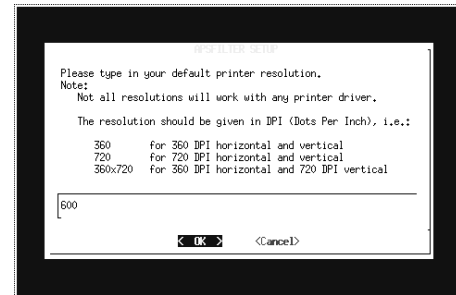 APSFILTER SETUP
Please type in your default printer resolution.
Note:
Not all resolutions will work with any printer driver.
The resolution should be given in DPI (Dots Per Inch), i.e.:
360 for 360 DPI horizontal and vertical
720 for 720 DPI horizontal and vertical
360x720 for 360 DPI horizontal and 720 DPI vertical
600
< OK > <Cancel>